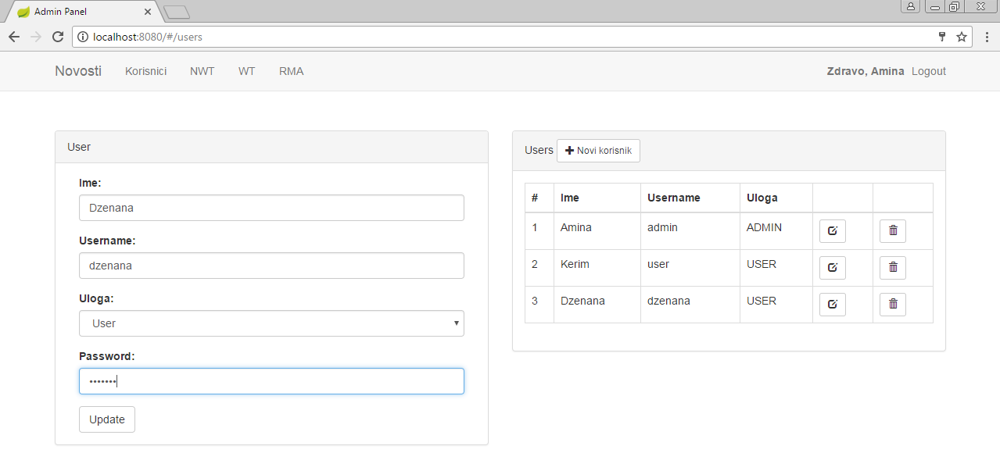 Admin Panel
localhost:8080/#/users
Novosti Korisnici NWT WT RMA Zdravo, Amina Logout
User
Ime:
Dzenana
Username:
dzenana
Uloga:
User
Password:
•••••••
Update
Users Novi korisnik
# Ime Username Uloga
1 Amina admin ADMIN
2 Kerim user USER
3 Dzenana dzenana USER